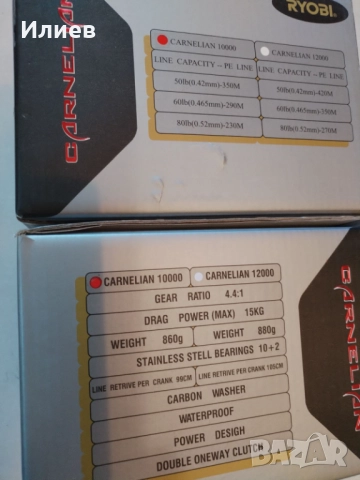 Илиев
RYOBI
CARNELIAN
CARNELIAN 10000 CARNELIAN 12000
LINE CAPACITY -- PE LINE LINE CAPACITY -- PE LINE
50lb(0.42mm)-350M 50lb(0.42mm)-420M
60lb(0.465mm)-290M 60lb(0.465mm)-350M
80lb(0.52mm)-230M 80lb(0.52mm)-270M
CARNELIAN 10000 CARNELIAN 12000
GEAR RATIO 4.4:1
DRAG POWER (MAX) 15KG
WEIGHT 860g WEIGHT 880g
STAINLESS STELL BEARINGS 10+2
LINE RETRIVE PER CRANK 98CM LINE RETRIVE PER CRANK 105CM
CARBON WASHER
WATERPROOF
POWER DESIGH
DOUBLE ONEWAY CLUTCH
CARNELIAN
BAZAR